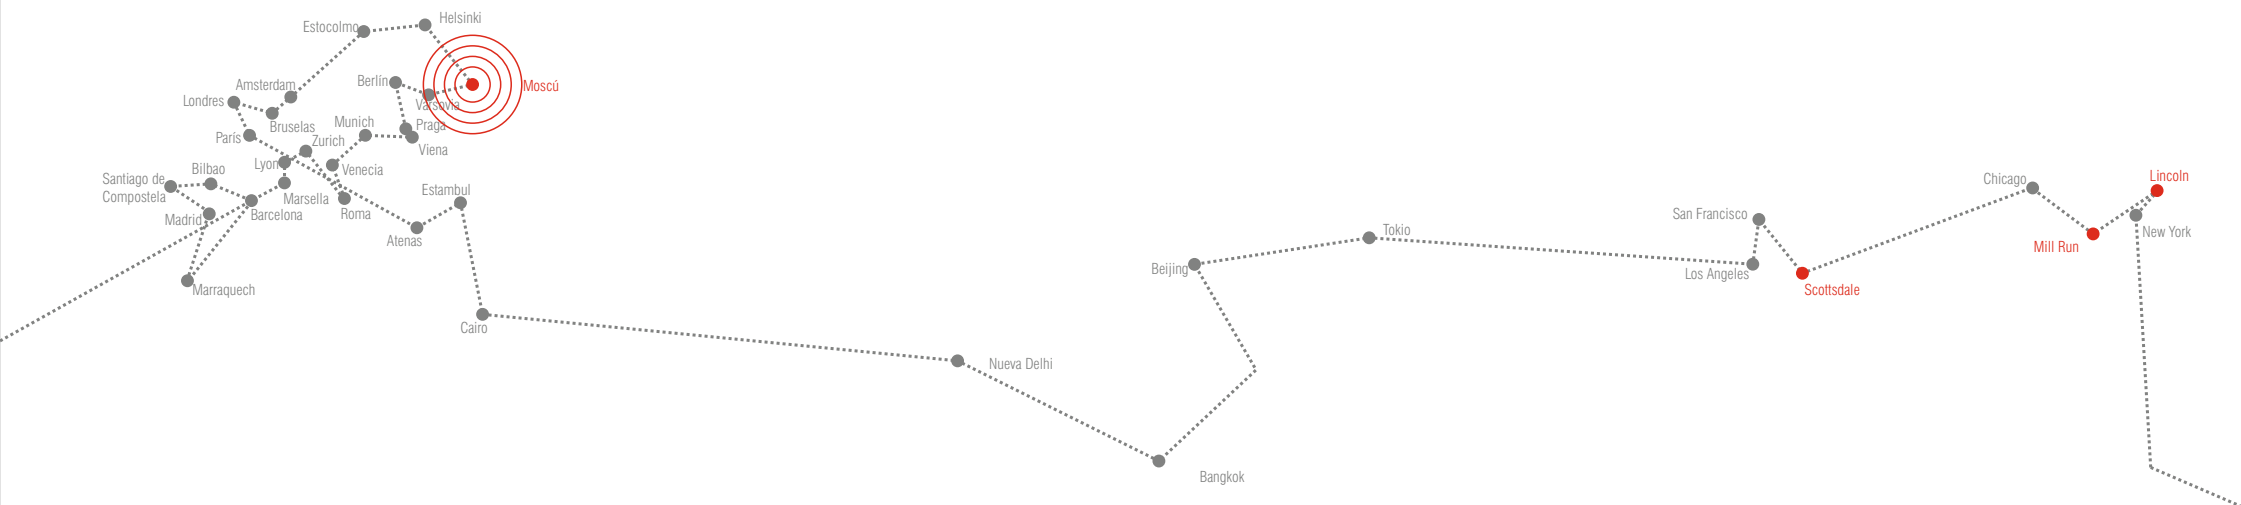 Helsinki
Estocolmo
Berlín
Moscú
Amsterdam
Londres
Varsovia
Bruselas
Munich
Praga
París
Zurich
Viena
Lyon
Bilbao
Venecia
Santiago de
Compostela
Estambul
Marsella
Madrid
Barcelona
Roma
Atenas
Marraquech
Cairo
Nueva Delhi
Bangkok
Beijing
Tokio
San Francisco
Los Angeles
Scottsdale
Chicago
Lincoln
Mill Run
New York